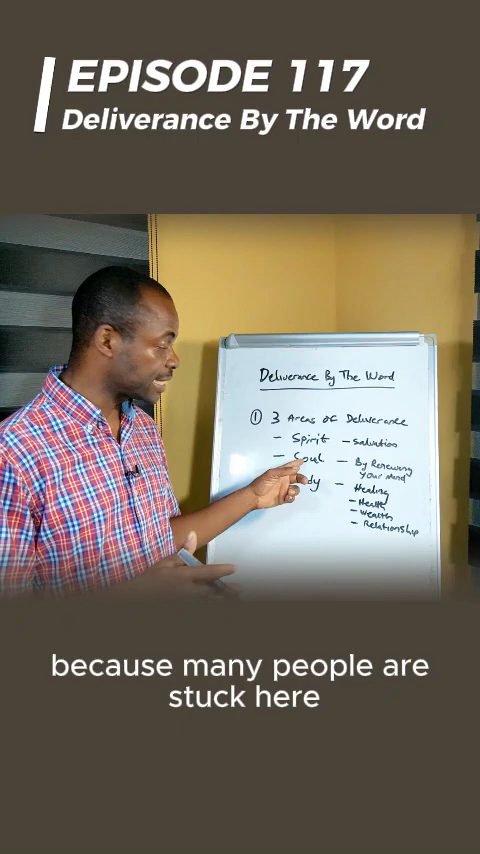 EPISODE 117
Deliverance By The Word
Deliverance By The Word
① 3 Areas of Deliverance
- Spirit - Salvation
- Soul - By Renewing
Your Mind
dy - Healing
- Health
- Wealth
- Relationship
because many people are
stuck here